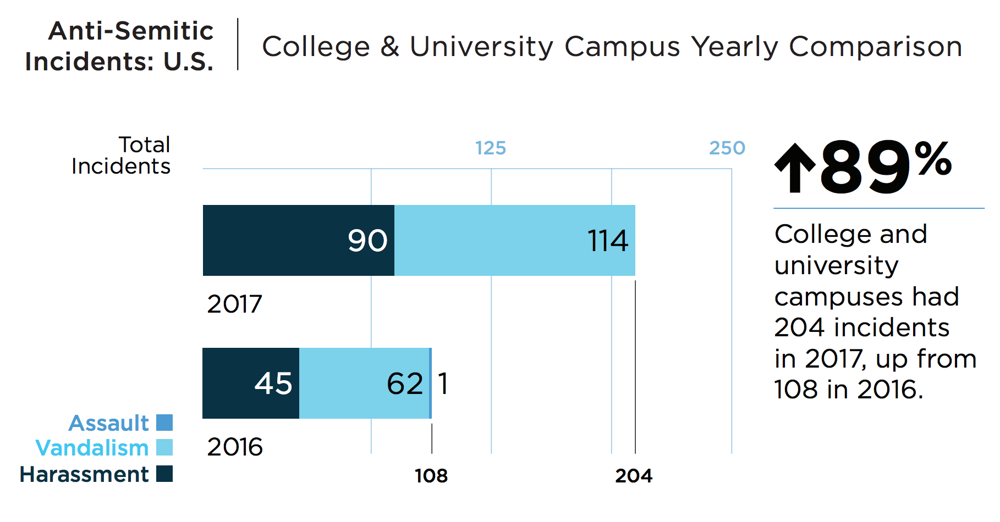 Anti-Semitic
Incidents: U.S.
College & University Campus Yearly Comparison
Total
Incidents
125
250
90
114
2017
45
62
1
2016
108
204
Assault
Vandalism
Harassment
↑89%
College and
university
campuses had
204 incidents
in 2017, up from
108 in 2016.